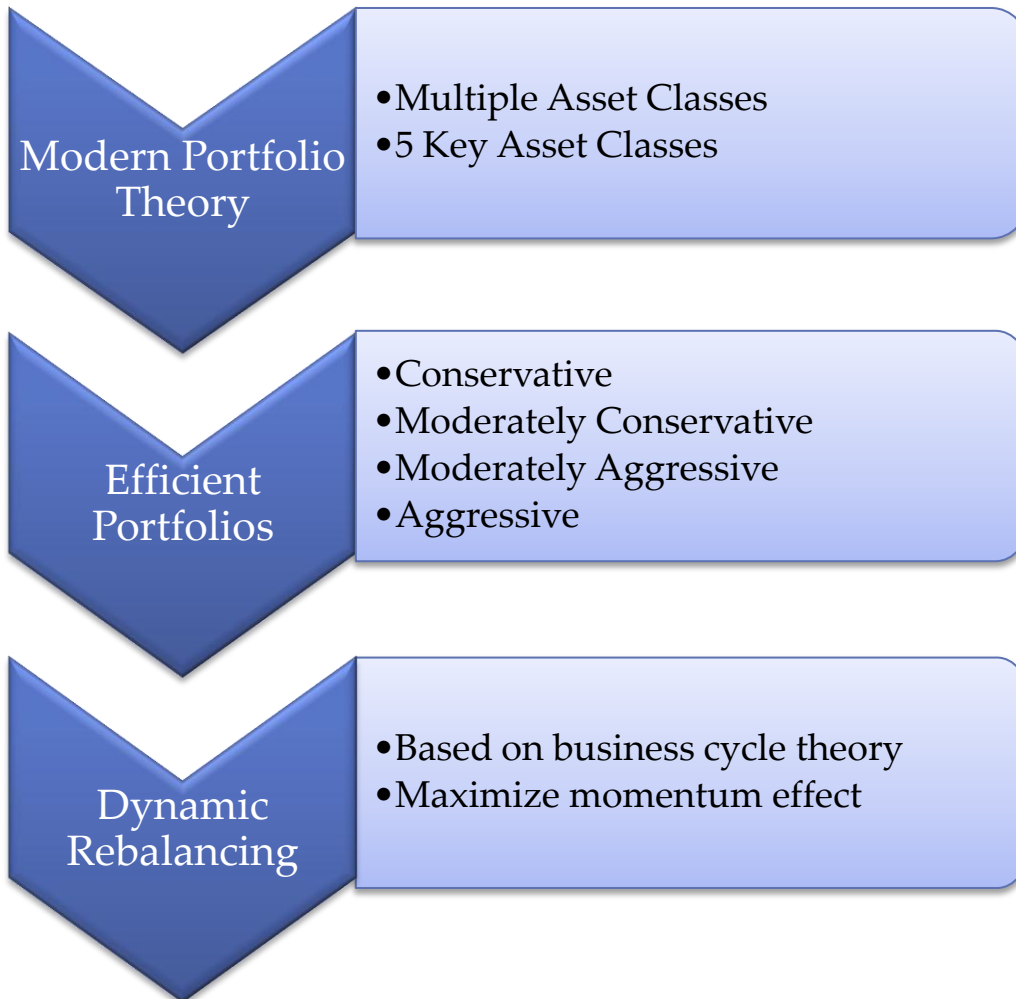 Modern Portfolio
Theory
•Multiple Asset Classes
•5 Key Asset Classes
Efficient
Portfolios
•Conservative
•Moderately Conservative
•Moderately Aggressive
•Aggressive
Dynamic
Rebalancing
•Based on business cycle theory
•Maximize momentum effect